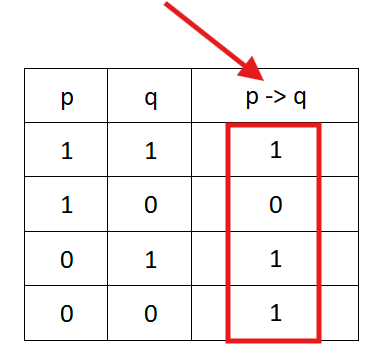 p q p -> q
1 1 1
1 0 0
0 1 1
0 0 1